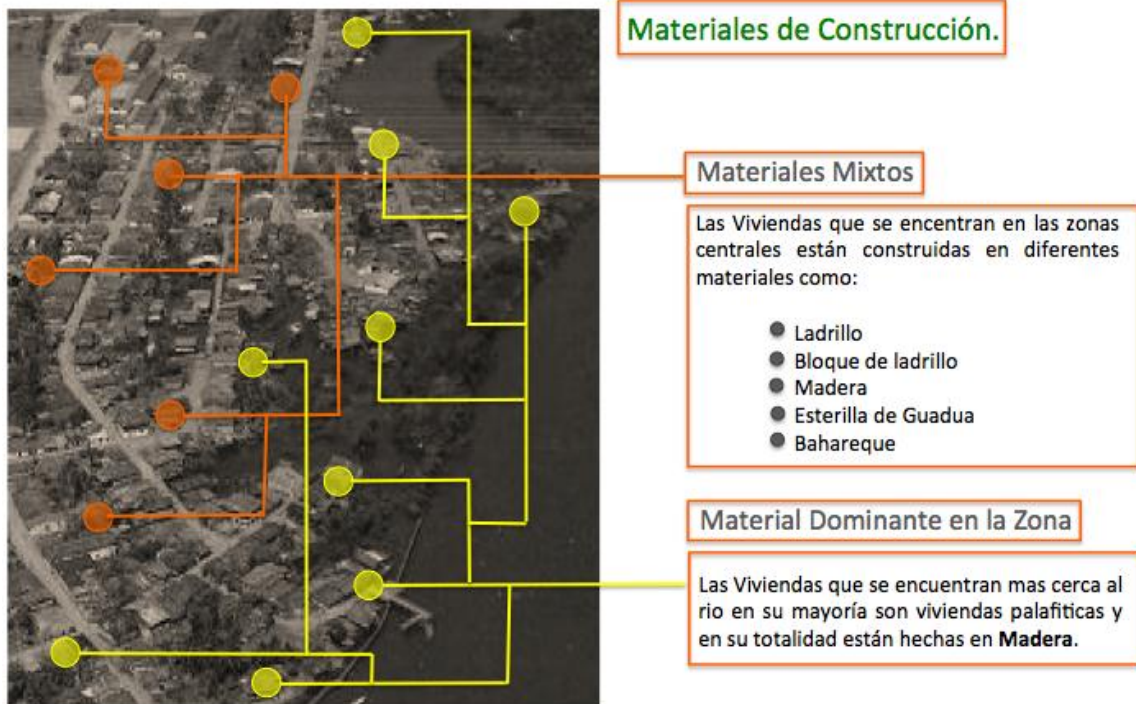 Materiales de Construcción.
Materiales Mixtos
Las Viviendas que se encentran en las zonas
centrales están construidas en diferentes
materiales como:
Ladrillo
Bloque de ladrillo
Madera
Esterilla de Guadua
Bahareque
Material Dominante en la Zona
Las Viviendas que se encuentran mas cerca al
rio en su mayoría son viviendas palafiticas y
en su totalidad están hechas en Madera.